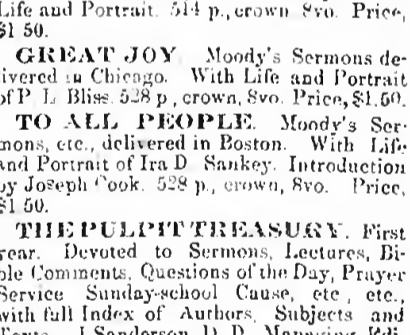 Life and Portrait. 514 p., crown 8vo. Price,
$1 50.
GREAT JOY. Moody's Sermons de-
ivered in Chicago. With Life and Portrait
of P. L Bliss. 528 p, crown, 8vo. Price, $1.50.
TO ALL PEOPLE. Moody's Ser-
mons, etc., delivered in Boston. With Life
and Portrait of Ira D. Sankey. Introduction
by Joseph Cook. 528 p., crown, 8vo. Price,
$1 50.
THE PULPIT TREASURY. First
year. Devoted to Sermons, Lectures, Bi-
ble Comments, Questions of the Day, Prayer
Service Sunday-school Cause, etc, etc.,
with full Index of Authors, Subjects and
J. Sanderson, D. D., Managing Edi-